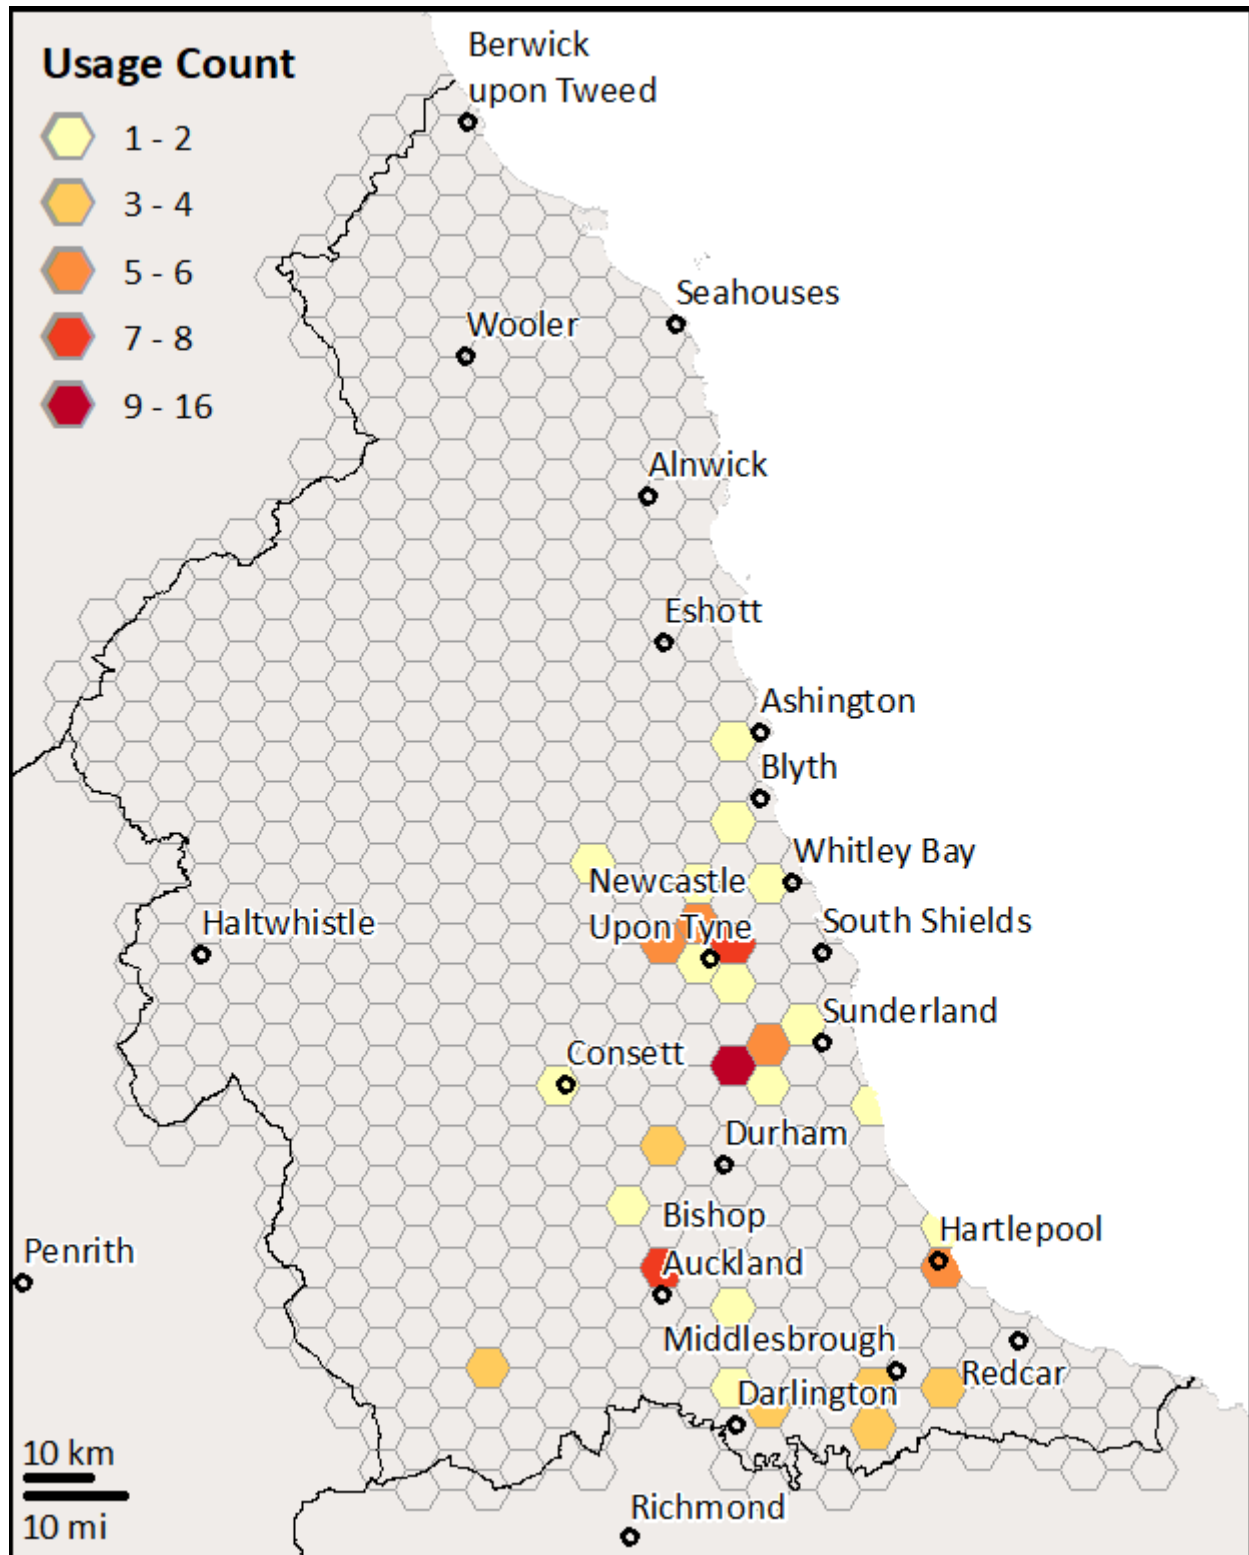 Usage Count
1 - 2
3 - 4
5 - 6
7 - 8
9 - 16
Berwick
upon Tweed
Seahouses
Wooler
Alnwick
Eshott
Ashington
Blyth
Whitley Bay
Newcastle
Upon Tyne
South Shields
Haltwhistle
Sunderland
Consett
Durham
Bishop
Auckland
Hartlepool
Penrith
Middlesbrough
Redcar
Darlington
10 km
10 mi
Richmond